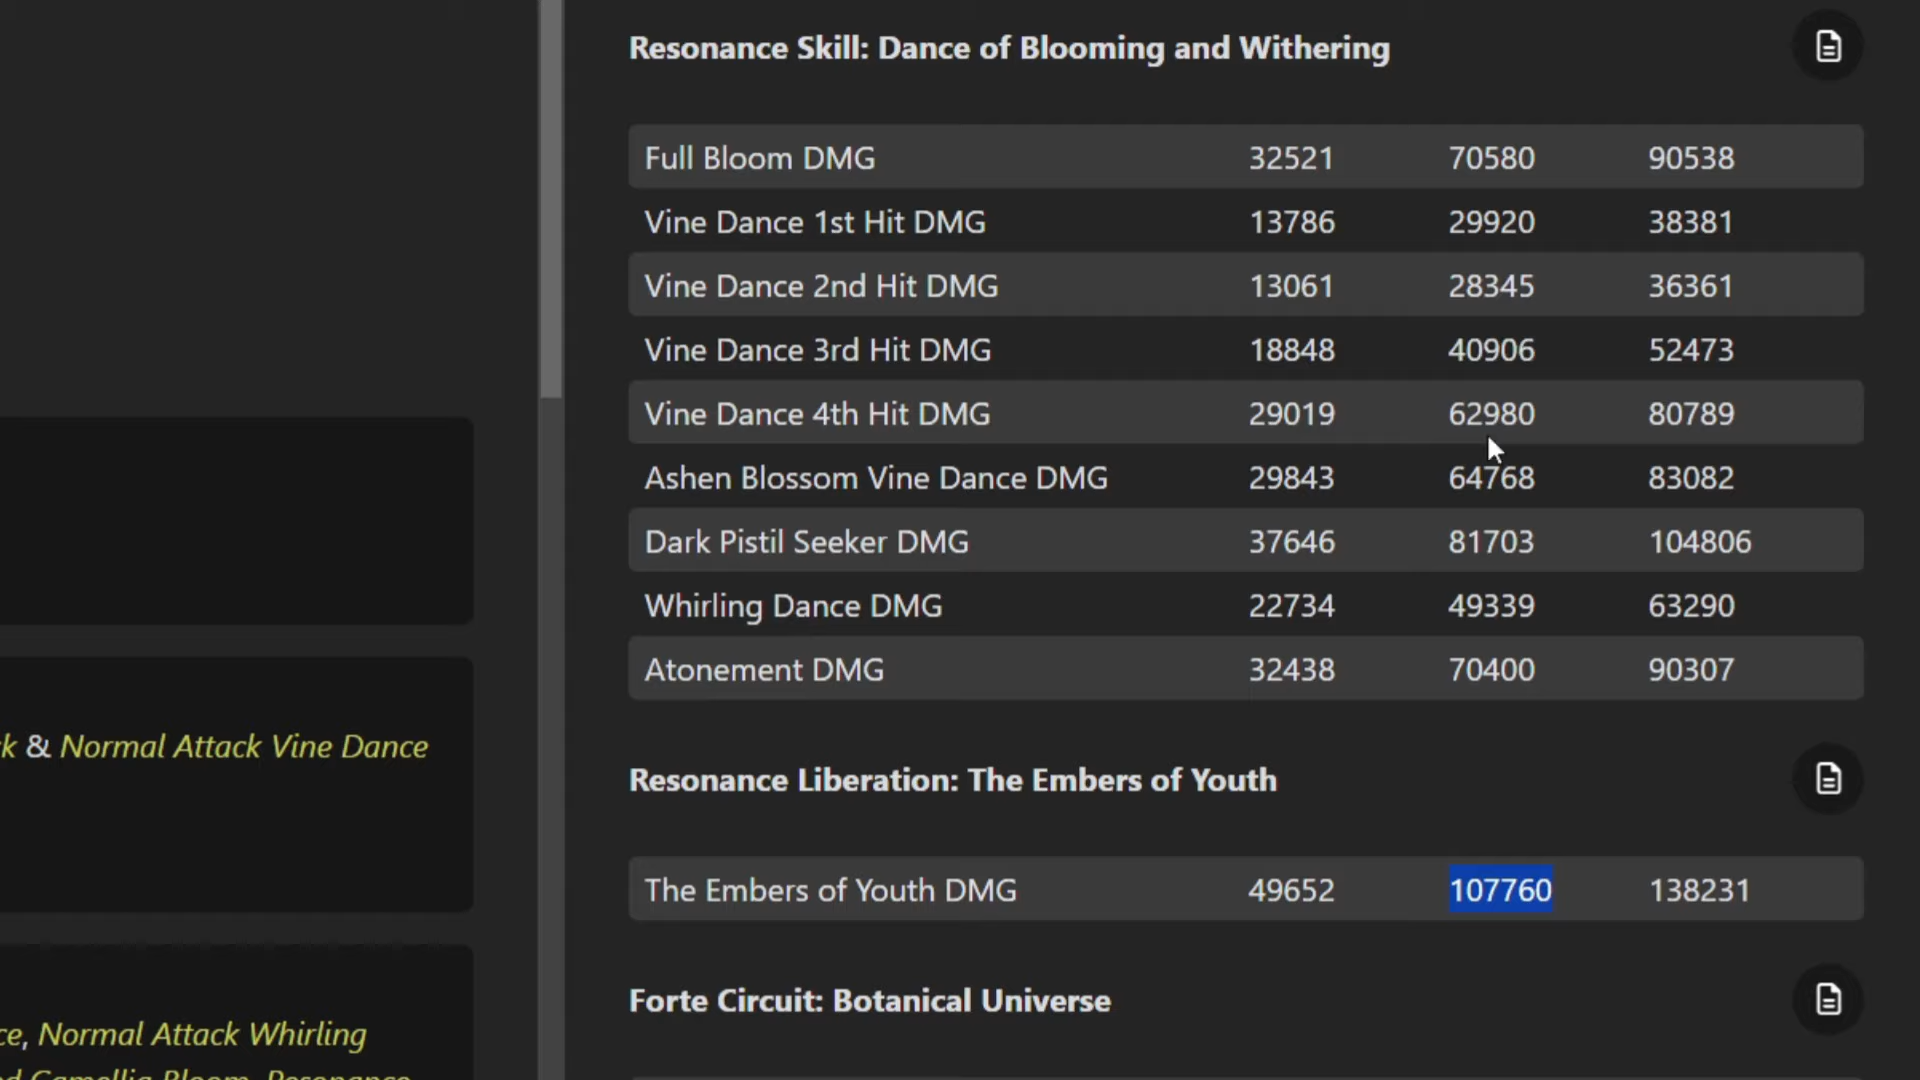 Resonance Skill: Dance of Blooming and Withering
Full Bloom DMG 32521 70580 90538
Vine Dance 1st Hit DMG 13786 29920 38381
Vine Dance 2nd Hit DMG 13061 28345 36361
Vine Dance 3rd Hit DMG 18848 40906 52473
Vine Dance 4th Hit DMG 29019 62980 80789
Ashen Blossom Vine Dance DMG 29843 64768 83082
Dark Pistil Seeker DMG 37646 81703 104806
Whirling Dance DMG 22734 49339 63290
Atonement DMG 32438 70400 90307
& Normal Attack Vine Dance
Resonance Liberation: The Embers of Youth
The Embers of Youth DMG 49652 107760 138231
Forte Circuit: Botanical Universe
ce, Normal Attack Whirling
Camellia Bloom, Resonance